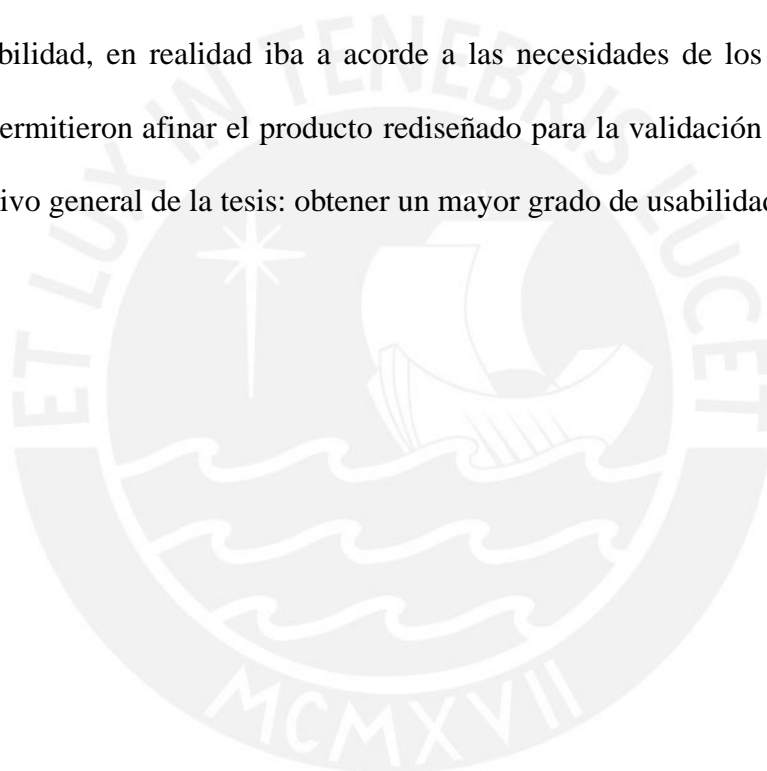 bilidad, en realidad iba a acorde a las necesidades de los
ermitieron afinar el producto rediseñado para la validación
ivo general de la tesis: obtener un mayor grado de usabilidad
ET LUX IN TENEBRIS LUCET
MCMXVII